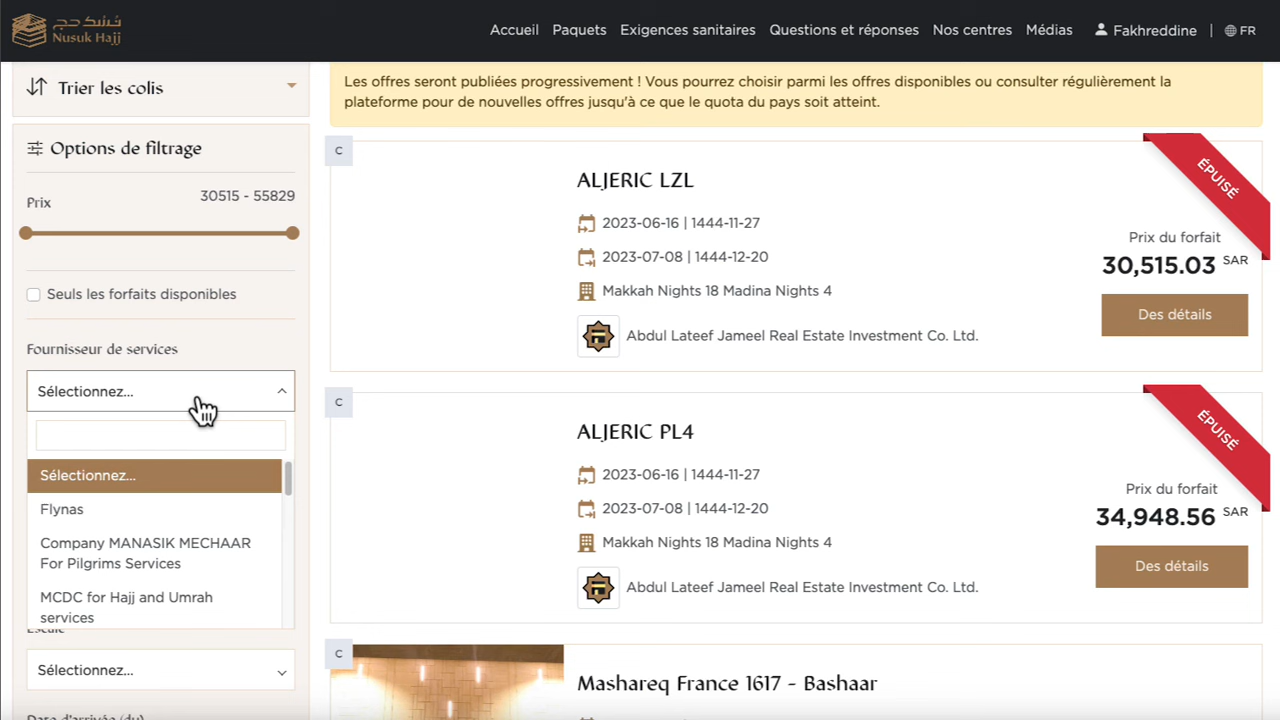 نسك حج
Nusuk Hajj
Accueil
Paquets
Exigences sanitaires
Questions et réponses
Nos centres
Médias
Fakhreddine
|
FR
Trier les colis
Options de filtrage
Prix
30515 - 55829
Seuls les forfaits disponibles
Fournisseur de services
Sélectionnez...
Sélectionnez...
Flynas
Company MANASIK MECHAAR
For Pilgrims Services
MCDC for Hajj and Umrah
services
Escale
Sélectionnez...
Date d'arrivée (du)
Les offres seront publiées progressivement ! Vous pourrez choisir parmi les offres disponibles ou consulter régulièrement la
plateforme pour de nouvelles offres jusqu'à ce que le quota du pays soit atteint.
C
ALJERIC LZL
2023-06-16 | 1444-11-27
2023-07-08 | 1444-12-20
Makkah Nights 18 Madina Nights 4
Abdul Lateef Jameel Real Estate Investment Co. Ltd.
ÉPUISÉ
Prix du forfait
30,515.03 SAR
Des détails
C
ALJERIC PL4
2023-06-16 | 1444-11-27
2023-07-08 | 1444-12-20
Makkah Nights 18 Madina Nights 4
Abdul Lateef Jameel Real Estate Investment Co. Ltd.
ÉPUISÉ
Prix du forfait
34,948.56 SAR
Des détails
C
Mashareq France 1617 - Bashaar